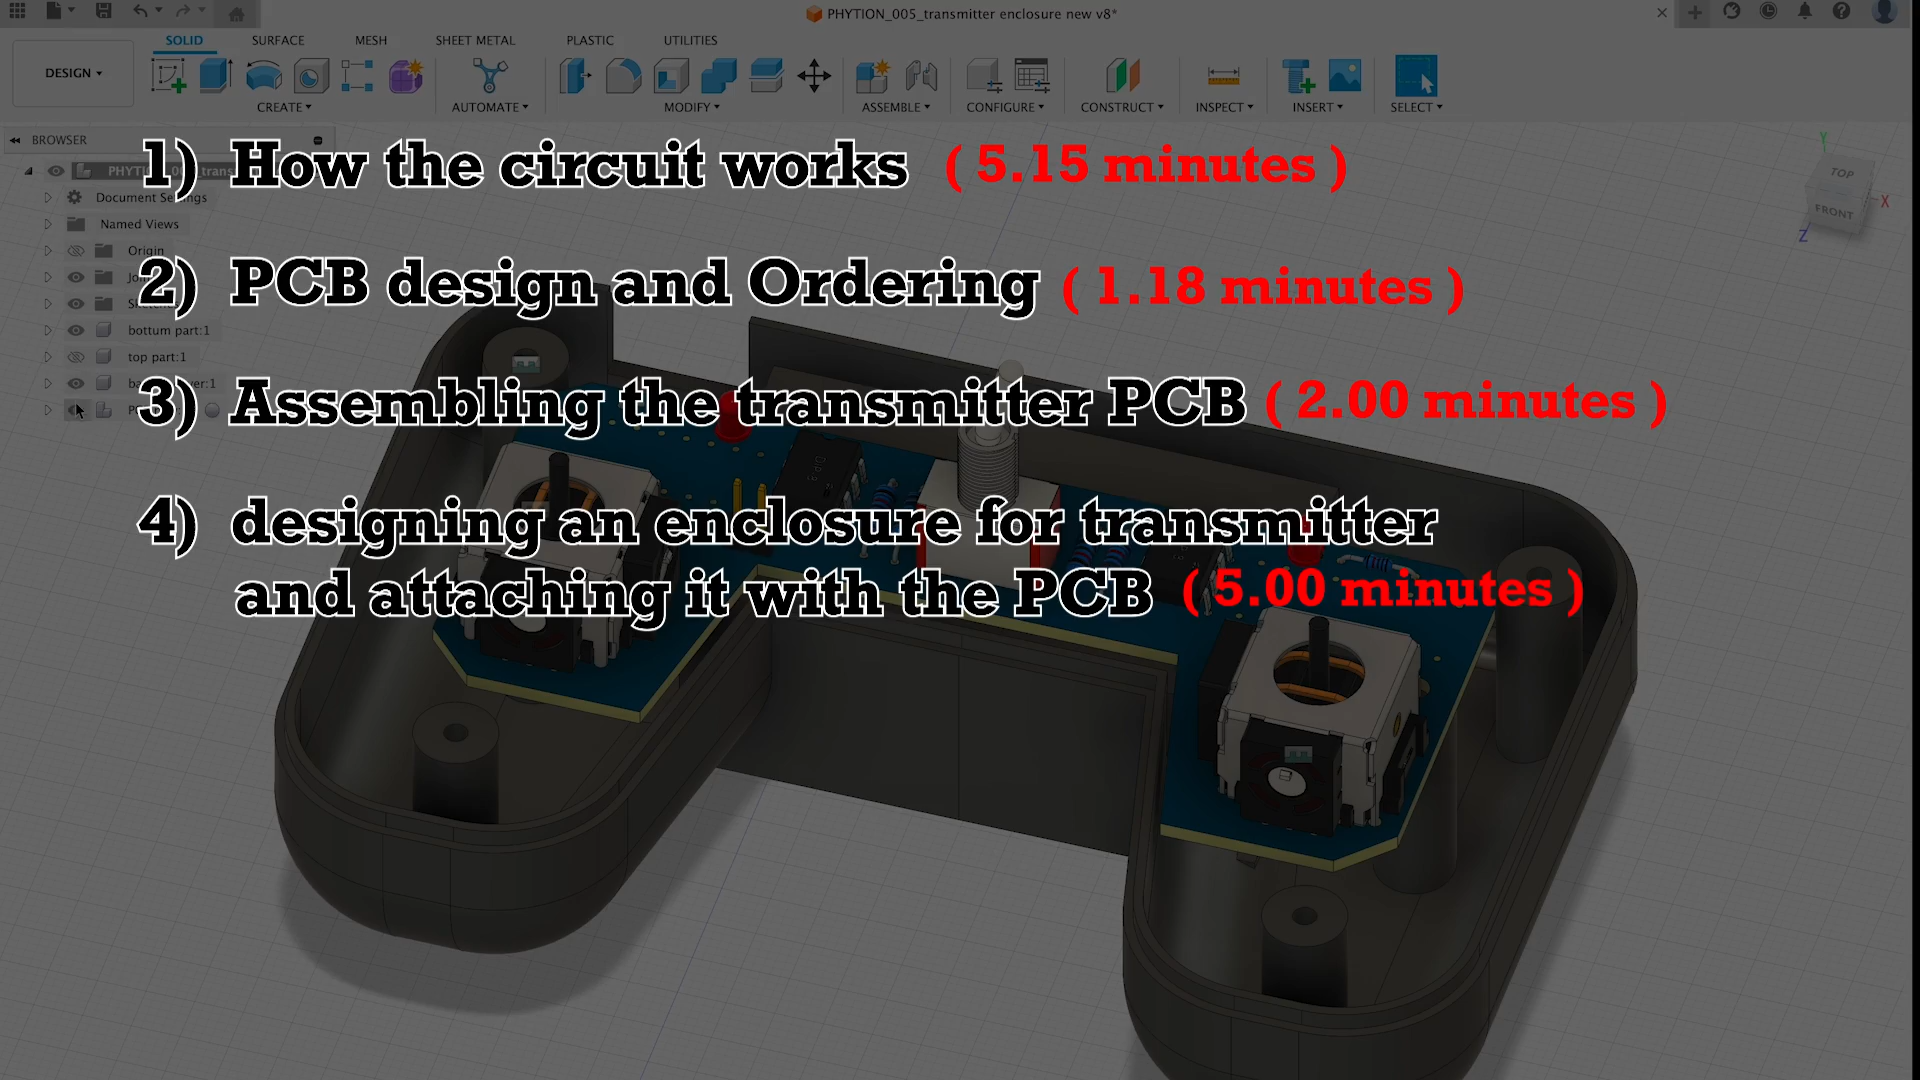 PHYTION_005_transmitter enclosure new v8*
SOLID SURFACE MESH SHEET METAL PLASTIC UTILITIES
DESIGN
CREATE AUTOMATE MODIFY ASSEMBLE CONFIGURE CONSTRUCT INSPECT INSERT SELECT
BROWSER
1) How the circuit works ( 5.15 minutes )
Document Settings
Named Views
Origin
2) PCB design and Ordering ( 1.18 minutes )
bottum part:1
top part:1
3) Assembling the transmitter PCB ( 2.00 minutes )
4) designing an enclosure for transmitter
and attaching it with the PCB ( 5.00 minutes )
TOP
FRONT
Y
X
Z